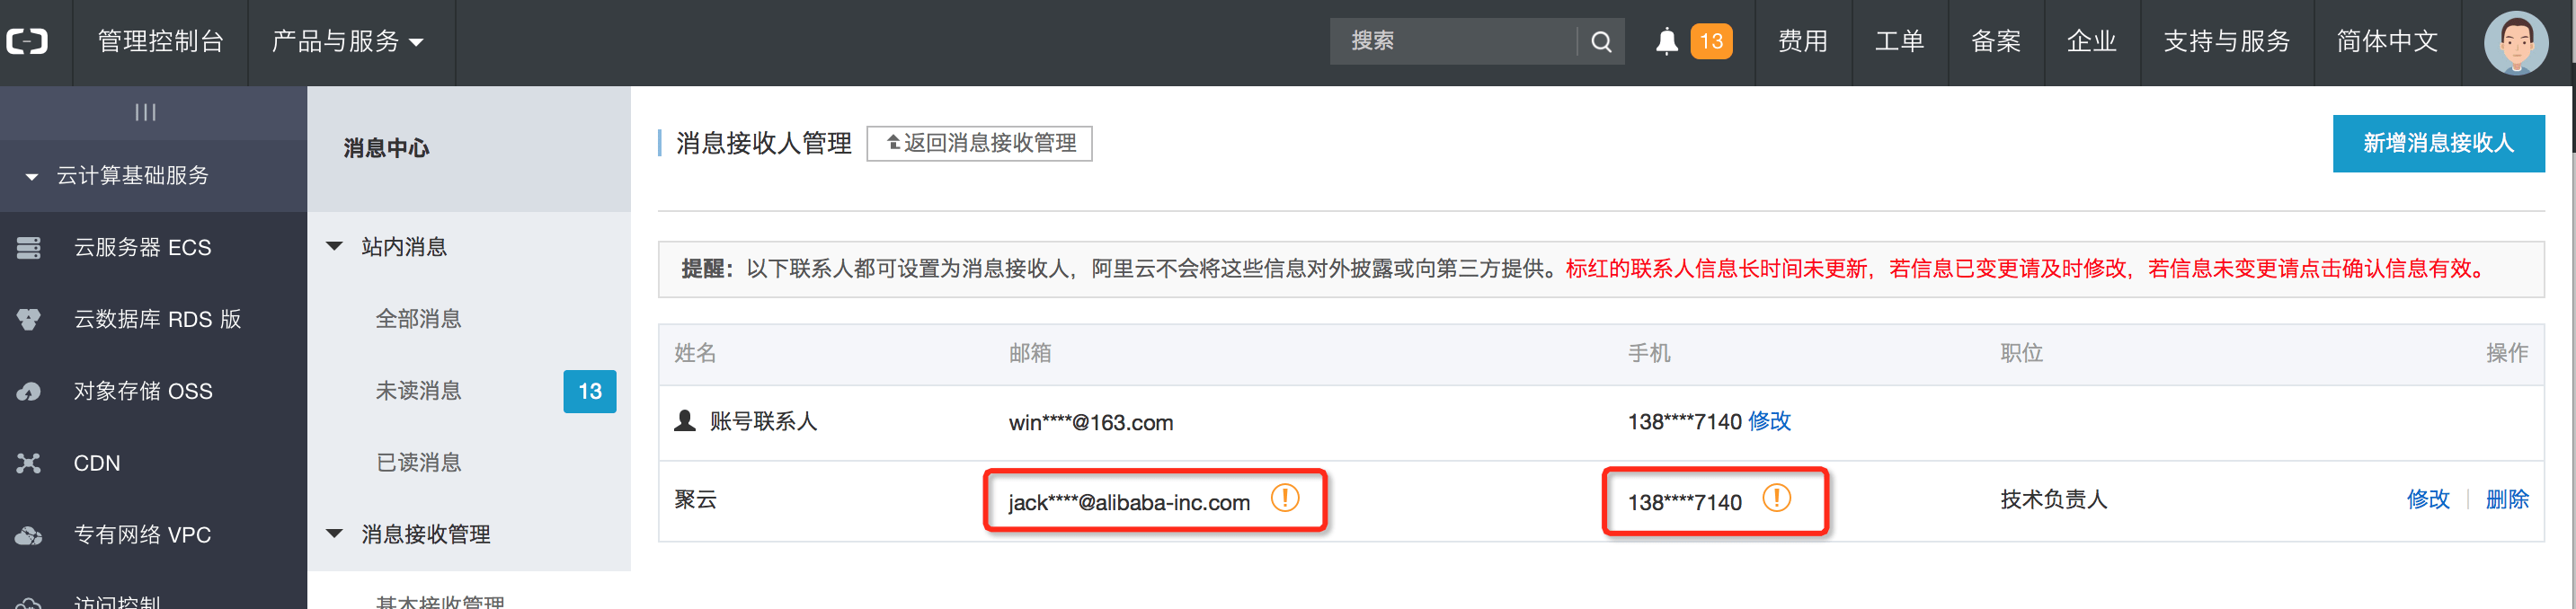 管理控制台
产品与服务
搜索
13
费用
工单
备案
企业
支持与服务
简体中文
云计算基础服务
云服务器 ECS
云数据库 RDS 版
对象存储 OSS
CDN
专有网络 VPC
访问控制
消息中心
站内消息
全部消息
未读消息 13
已读消息
消息接收管理
基本接收管理
消息接收人管理 返回消息接收管理
新增消息接收人
提醒：以下联系人都可设置为消息接收人，阿里云不会将这些信息对外披露或向第三方提供。标红的联系人信息长时间未更新，若信息已变更请及时修改，若信息未变更请点击确认信息有效。
姓名 邮箱 手机 职位 操作
账号联系人 win****@163.com 138****7140 修改
聚云 jack****@alibaba-inc.com 138****7140 技术负责人 修改 删除